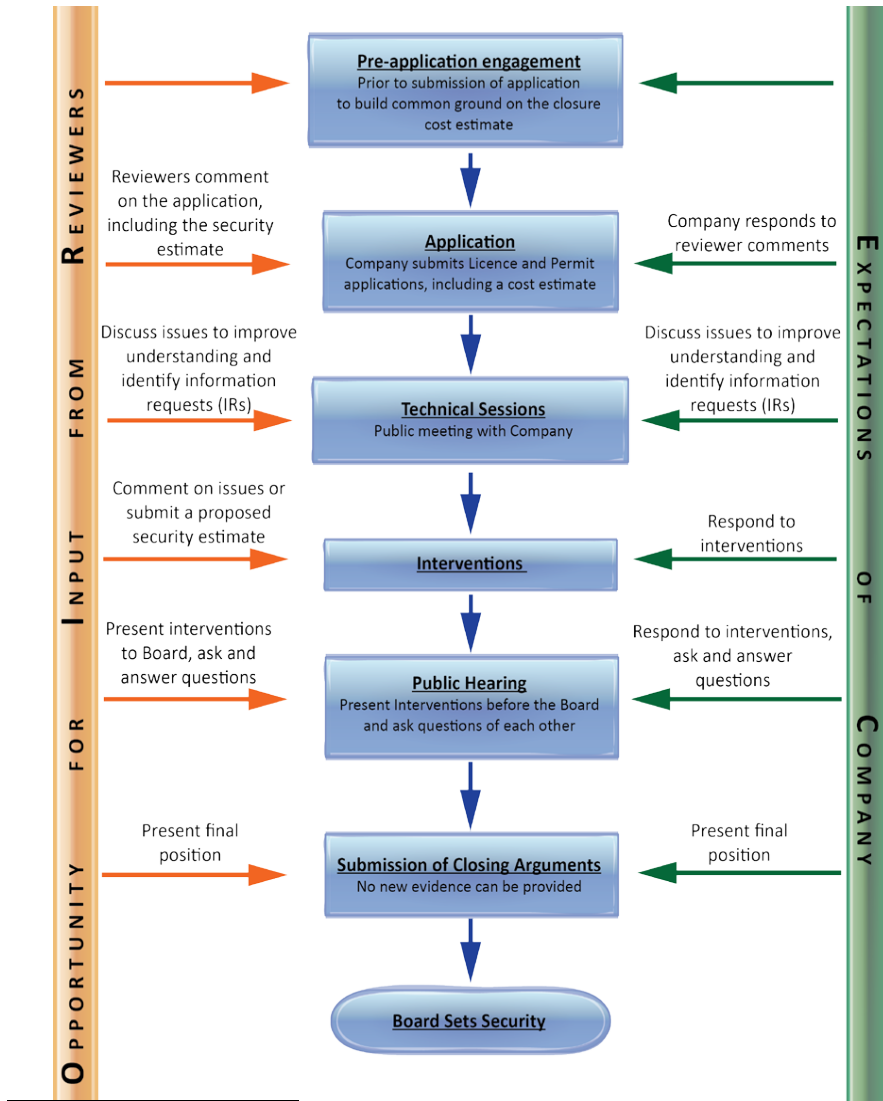 OPPORTUNITY FOR INPUT FROM REVIEWERS
Pre-application engagement
Prior to submission of application
to build common ground on the closure
cost estimate
Reviewers comment
on the application,
including the security
estimate
Application
Company submits Licence and Permit
applications, including a cost estimate
Company responds to
reviewer comments
Discuss issues to improve
understanding and
identify information
requests (IRs)
Technical Sessions
Public meeting with Company
Discuss issues to improve
understanding and
identify information
requests (IRs)
Comment on issues or
submit a proposed
security estimate
Interventions
Respond to
interventions
Present interventions
to Board, ask and
answer questions
Public Hearing
Present Interventions before the Board
and ask questions of each other
Respond to interventions,
ask and answer
questions
Present final
position
Submission of Closing Arguments
No new evidence can be provided
Present final
position
Board Sets Security
EXPECTATIONS OF COMPANY